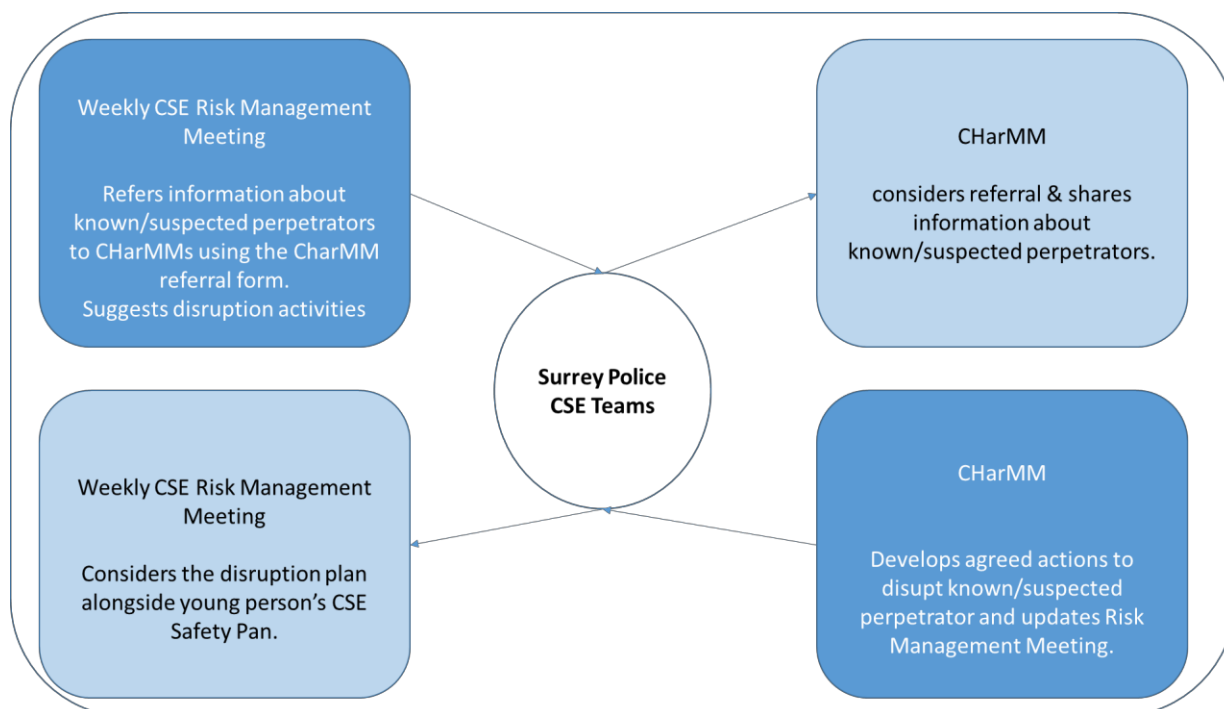 Weekly CSE Risk Management
Meeting
Refers information about
known/suspected perpetrators
to CHarMMs using the CharMM
referral form.
Suggests disruption activities
CHarMM
considers referral & shares
information about
known/suspected perpetrators.
Surrey Police
CSE Teams
Weekly CSE Risk Management
Meeting
Considers the disruption plan
alongside young person's CSE
Safety Pan.
CHarMM
Develops agreed actions to
disupt known/suspected
perpetrator and updates Risk
Management Meeting.